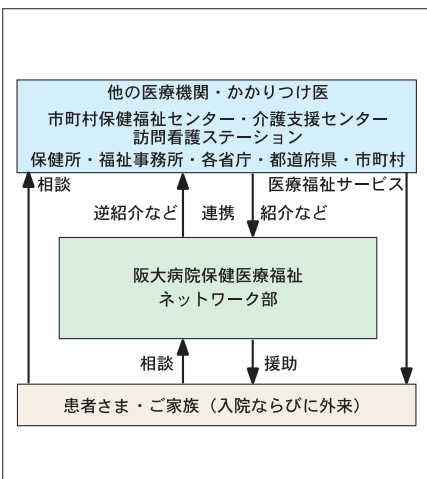 他の医療機関・かかりつけ医
市町村保健福祉センター・介護支援センター
訪問看護ステーション
保健所・福祉事務所・各省庁・都道府県・市町村
相談
医療福祉サービス
逆紹介など
連携
紹介など
阪大病院保健医療福祉
ネットワーク部
相談
援助
患者さま・ご家族（入院ならびに外来）